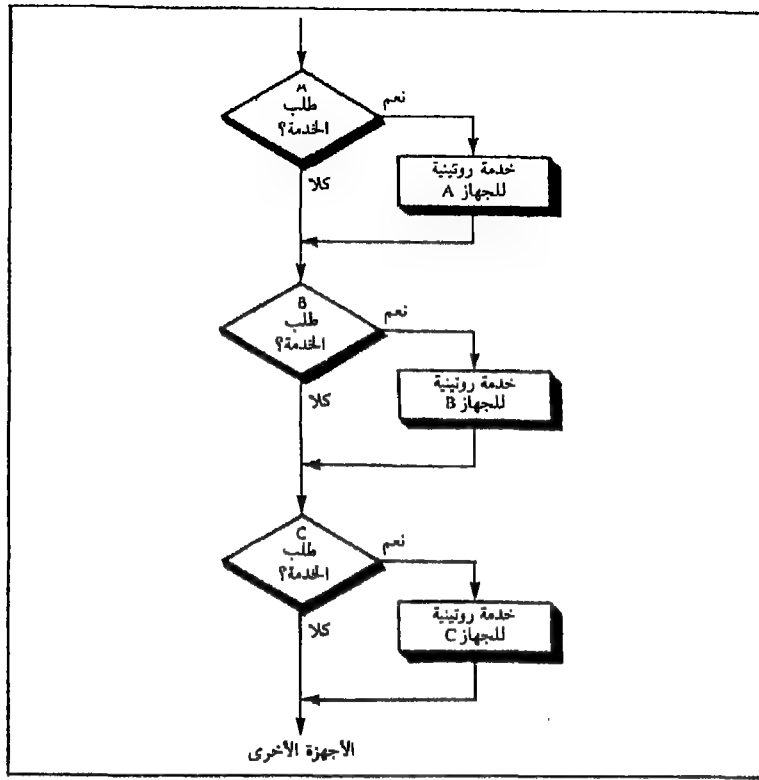 A
طلب
الخدمة؟
نعم
كلا
خدمة روتينية
للجهاز A
B
طلب
الخدمة؟
نعم
كلا
خدمة روتينية
للجهاز B
C
طلب
الخدمة؟
نعم
كلا
خدمة روتينية
للجهاز C
الأجهزة الأخرى